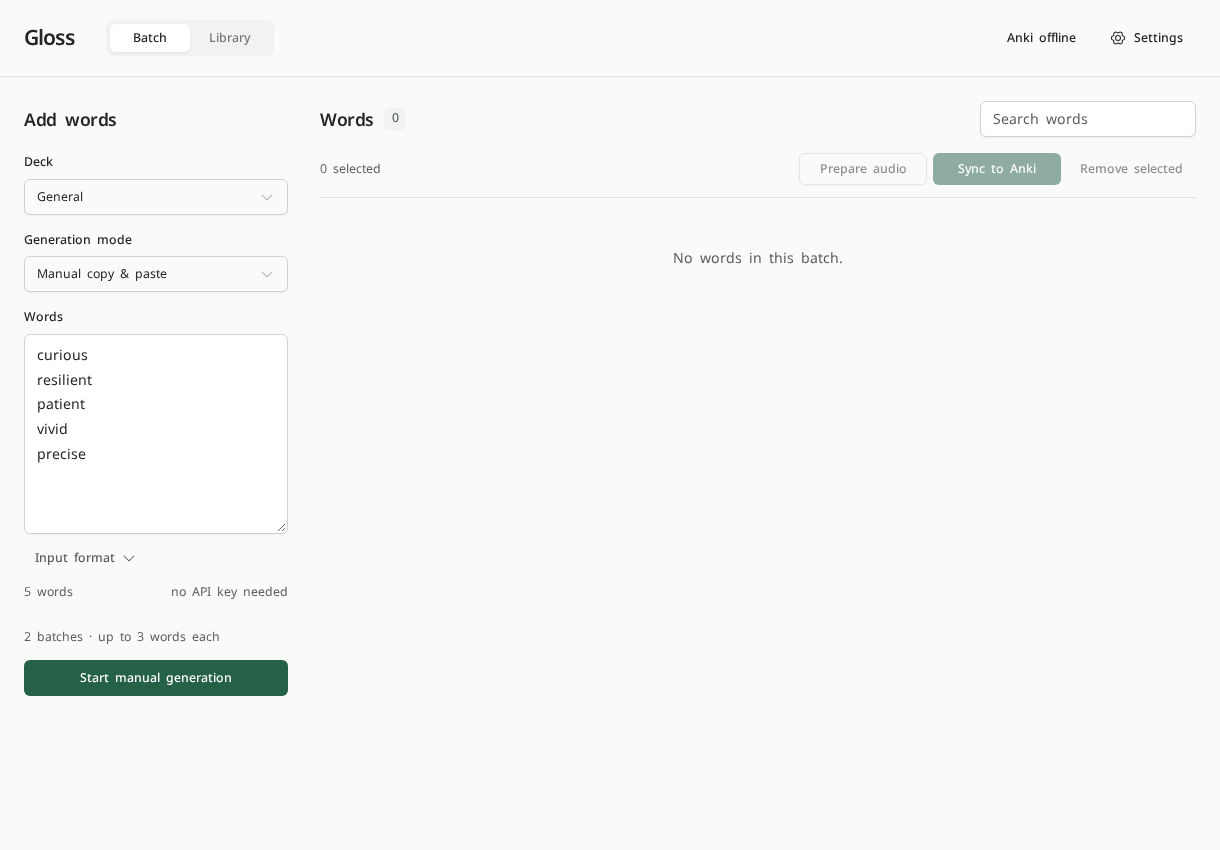 Gloss
Batch
Library
Anki offline
Settings
Add words
Deck
General
Generation mode
Manual copy & paste
Words
curious
resilient
patient
vivid
precise
Input format
5 words
no API key needed
2 batches · up to 3 words each
Start manual generation
Words 0
Search words
0 selected
Prepare audio
Sync to Anki
Remove selected
No words in this batch.